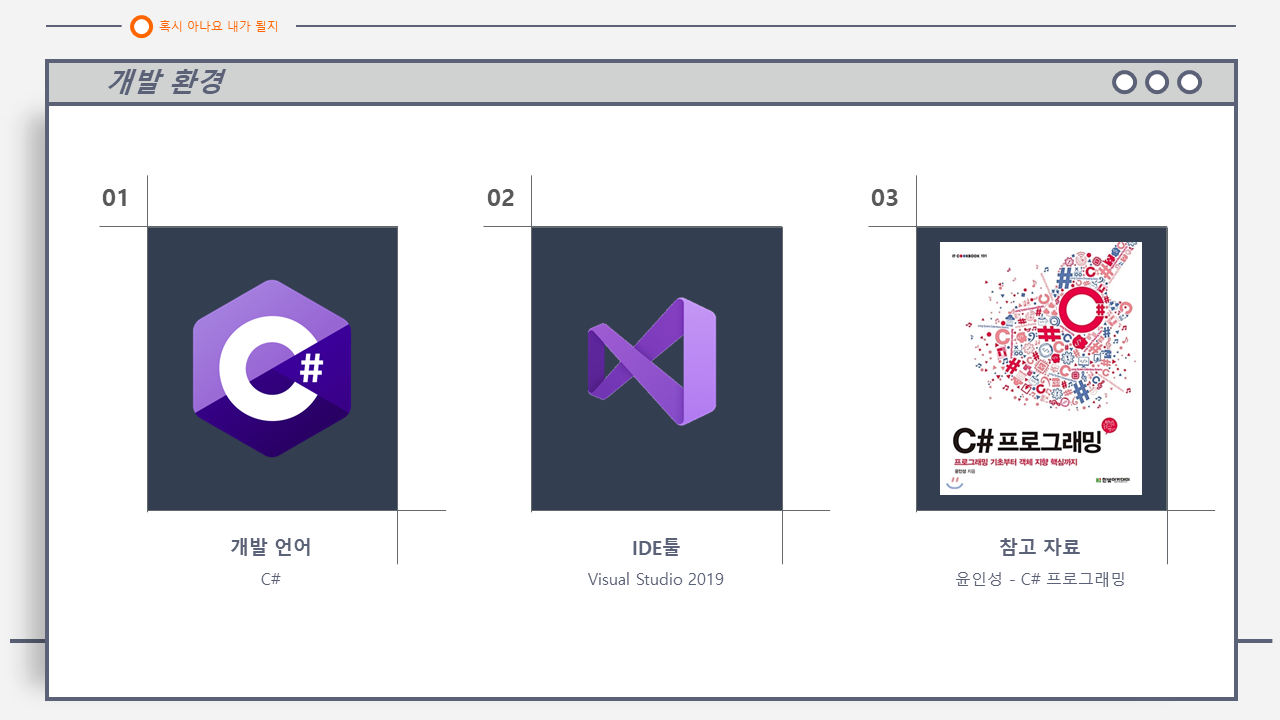 혹시 아나요 내가 될지
개발 환경
01
02
03
C#
IT COOKBOOK 101
C#
C# 프로그래밍
프로그래밍 기초부터 객체 지향 핵심까지
윤인성 지음
한빛아카데미
개발 언어
C#
IDE툴
Visual Studio 2019
참고 자료
윤인성 - C# 프로그래밍